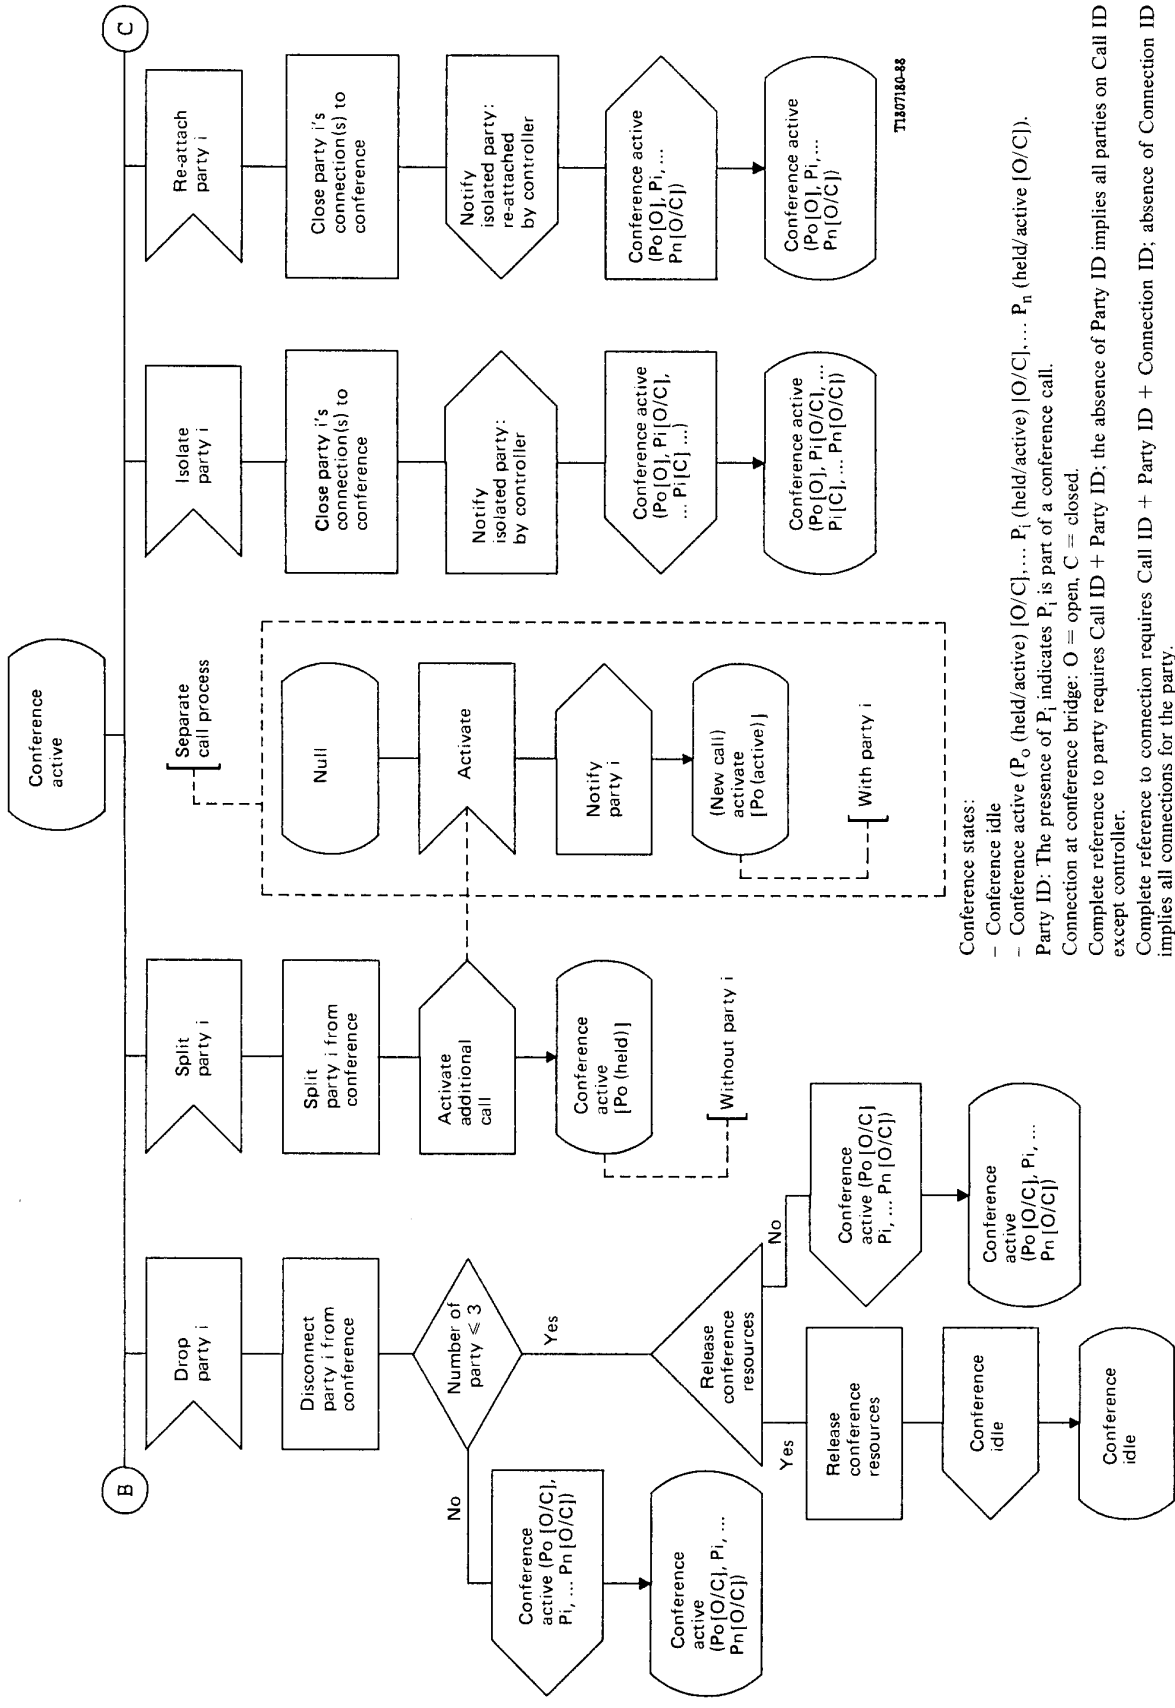 Conference
active
B
C
Drop
party i
Disconnect
party i from
conference
Number of
party ⩽ 3
No
Conference
active (Po [O/C],
Pi, ... Pn [O/C])
Conference
active
(Po[O/C], Pi, ...
Pn[O/C])
Yes
Release
conference
resources
Yes
Release
conference
resources
Conference
idle
Conference
idle
No
Conference
active (Po [O/C]
Pi, ... Pn [O/C])
Conference
active
(Po [O/C], Pi, ...
Pn [O/C])
Split
party i
Split
party i from
conference
Activate
additional
call
Conference
active
[Po (held)]
Without party i
Separate
call process
Null
Activate
Notify
party i
(New call)
activate
[Po (active)]
With party i
Isolate
party i
Close party i's
connection(s) to
conference
Notify
isolated party:
by controller
Conference active
(Po[O], Pi[O/C],
... Pi[C] ...)
Conference active
(Po[O], Pi[O/C], ...
Pi[C], ... Pn[O/C])
Re-attach
party i
Close party i's
connection(s) to
conference
Notify
isolated party:
re-attached
by controller
Conference active
(Po[O], Pi, ...
Pn[O/C])
Conference active
(Po[O], Pi, ...
Pn[O/C])
T1807180-88
Conference states:
– Conference idle
– Conference active (Po (held/active) [O/C],... Pi (held/active) [O/C],... Pn (held/active [O/C]).
Party ID: The presence of Pi indicates Pi is part of a conference call.
Connection at conference bridge: O = open, C = closed.
Complete reference to party requires Call ID + Party ID; the absence of Party ID implies all parties on Call ID
except controller.
Complete reference to connection requires Call ID + Party ID + Connection ID; absence of Connection ID
implies all connections for the party.